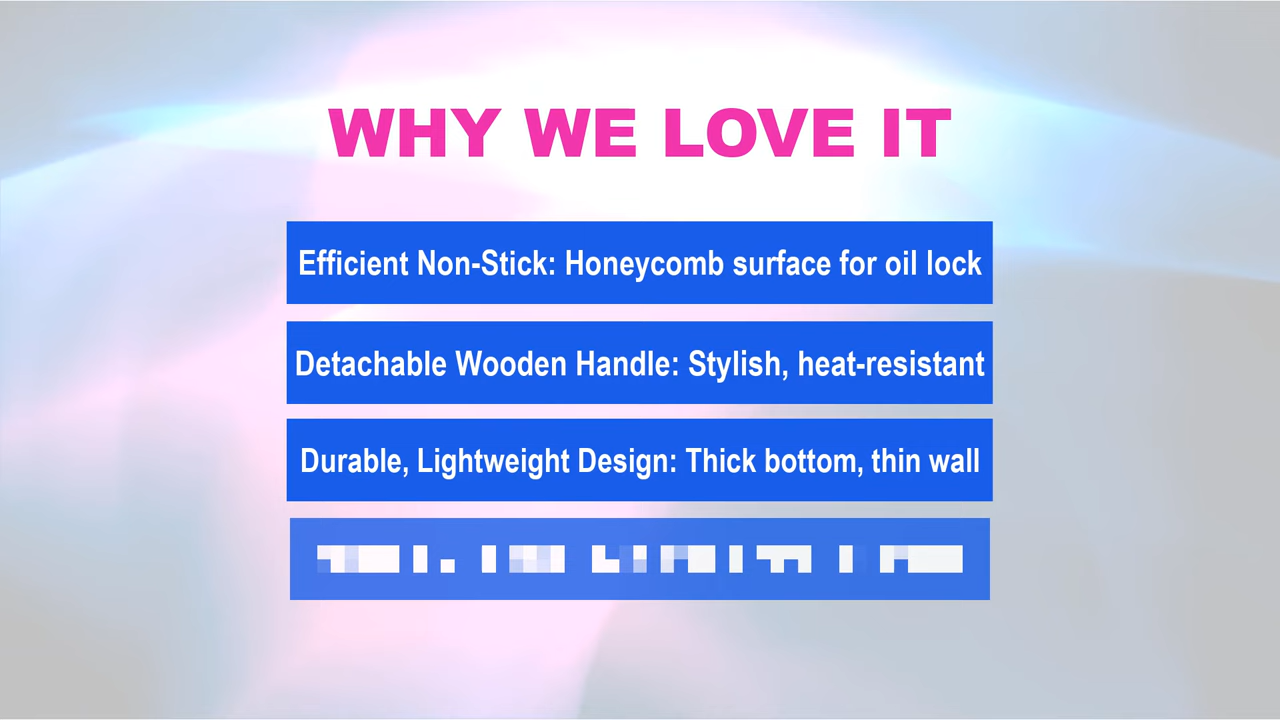 WHY WE LOVE IT
Efficient Non-Stick: Honeycomb surface for oil lock
Detachable Wooden Handle: Stylish, heat-resistant
Durable, Lightweight Design: Thick bottom, thin wall